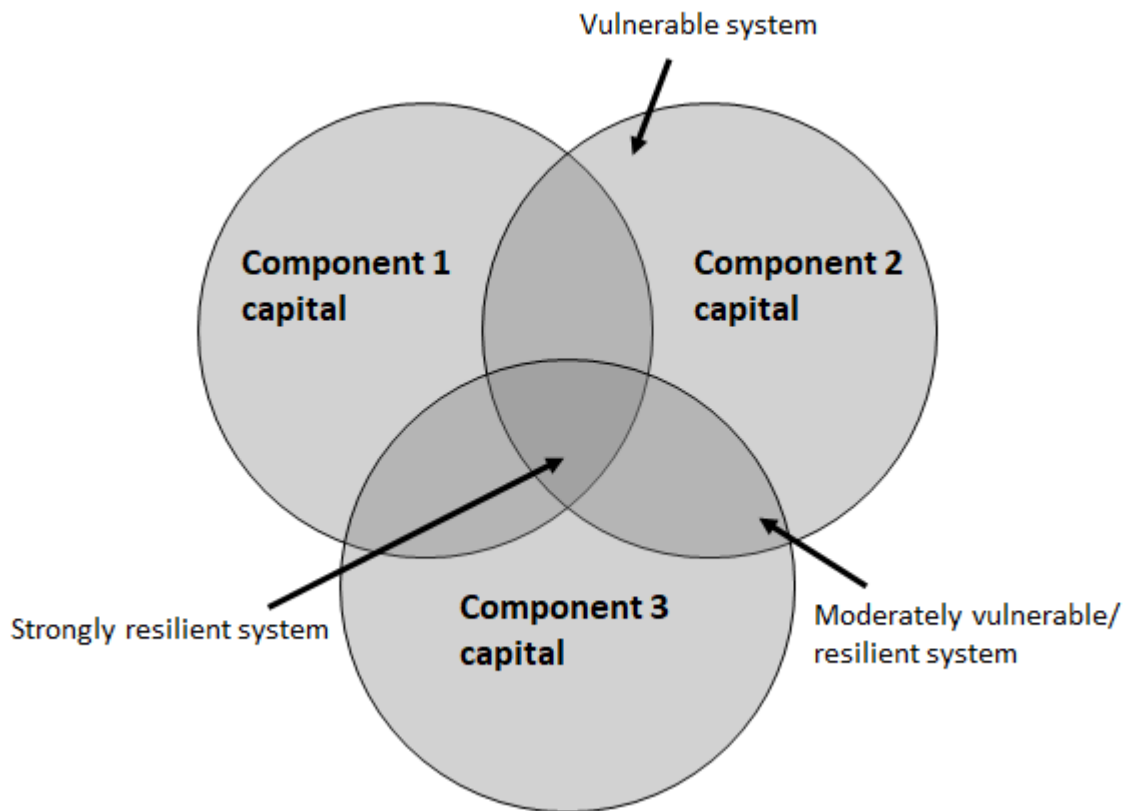 Vulnerable system
Component 1
capital
Component 2
capital
Component 3
capital
Strongly resilient system
Moderately vulnerable/
resilient system